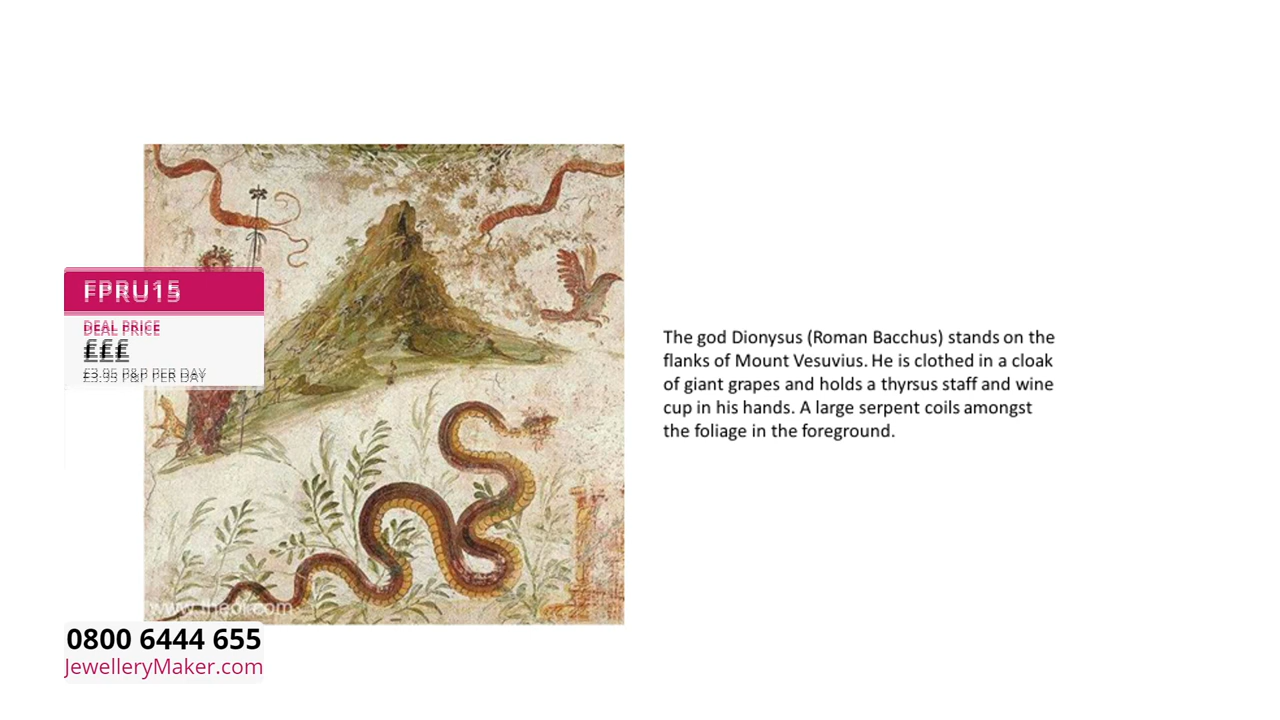 FPRU15
DEAL PRICE
£££
£3.95 P&P PER DAY
The god Dionysus (Roman Bacchus) stands on the
flanks of Mount Vesuvius. He is clothed in a cloak
of giant grapes and holds a thyrsus staff and wine
cup in his hands. A large serpent coils amongst
the foliage in the foreground.
www.theoi.com
0800 6444 655
JewelleryMaker.com